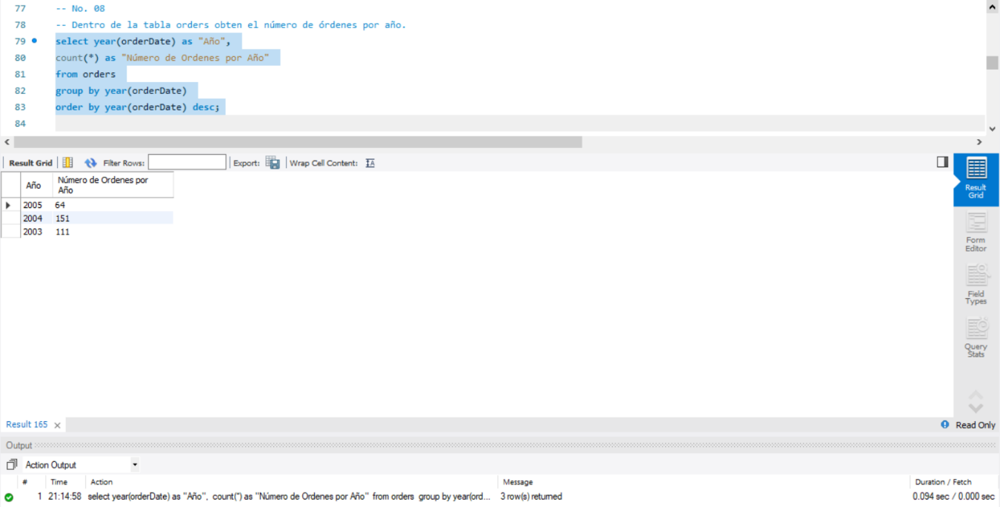 77 -- No. 08
78 -- Dentro de la tabla orders obten el número de órdenes por año.
79 select year(orderDate) as "Año",
80 count(*) as "Número de Ordenes por Año"
81 from orders
82 group by year(orderDate)
83 order by year(orderDate) desc;
84
Result Grid Filter Rows: Export: Wrap Cell Content: IA
Año Número de Ordenes por
Año
2005 64
2004 151
2003 111
Result
Grid
Form
Editor
Field
Types
Query
Stats
Result 165 Read Only
Output
Action Output
# Time Action Message Duration / Fetch
1 21:14:58 select year(orderDate) as "Año", count(*) as "Número de Ordenes por Año" from orders group by year(ord... 3 row(s) returned 0.094 sec / 0.000 sec